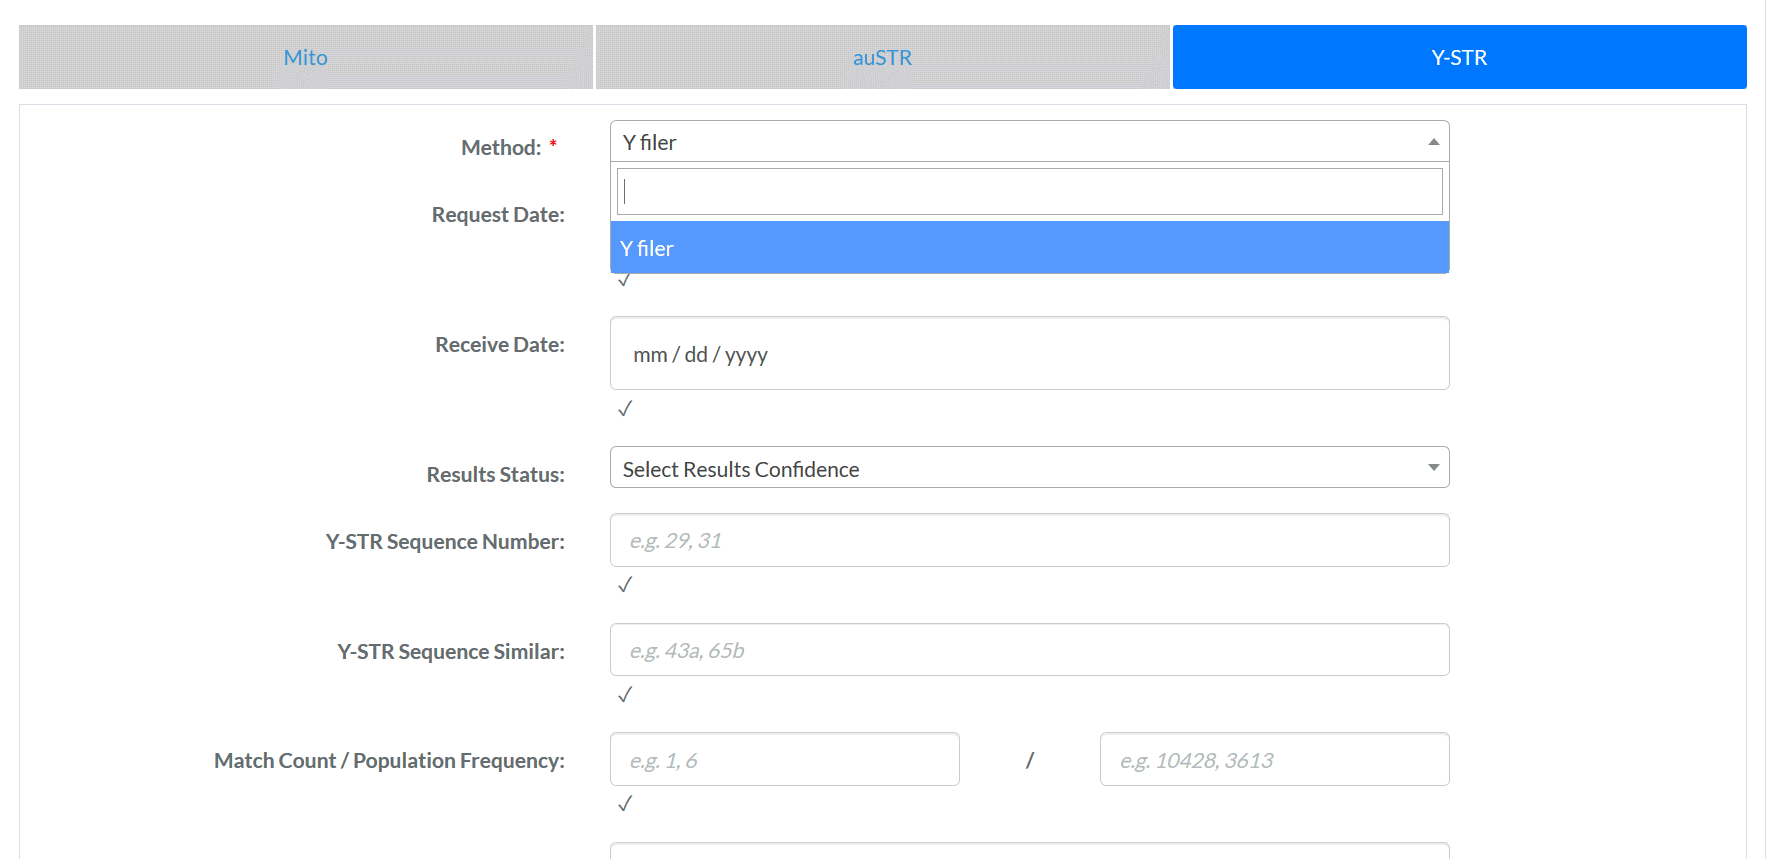 Mito
auSTR
Y-STR
Method: *
Y filer
Y filer
Request Date:
✓
Receive Date:
mm / dd / yyyy
✓
Results Status:
Select Results Confidence
Y-STR Sequence Number:
e.g. 29, 31
✓
Y-STR Sequence Similar:
e.g. 43a, 65b
✓
Match Count / Population Frequency:
e.g. 1, 6
/
e.g. 10428, 3613
✓